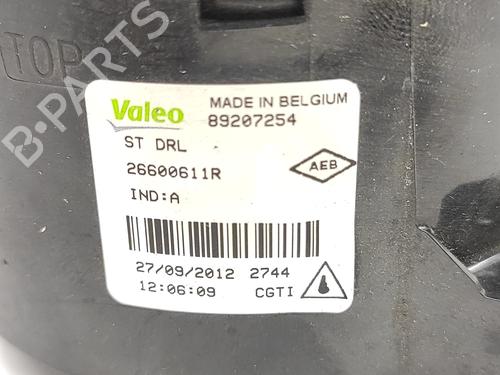 TOP
Valeo MADE IN BELGIUM
89207254
ST DRL
26600611R AEB
IND:A
27/09/2012 2744
12:06:09 CGTI
B-PARTS